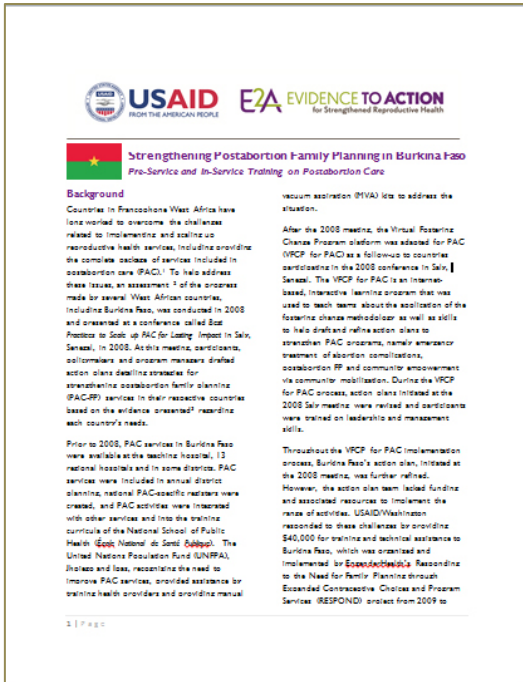 USAID
FROM THE AMERICAN PEOPLE
E2A EVIDENCE TO ACTION
for Strengthened Reproductive Health
Strengthening Postabortion Family Planning in Burkina Faso
Pre-Service and In-Service Training on Postabortion Care
Background
Countries in Francophone West Africa have
long worked to overcome the challenges
related to implementing and scaling up
reproductive health services, including providing
the complete package of services included in
postabortion care (PAC).1 To help address
these issues, an assessment 2 of the progress
made by several West African countries,
including Burkina Faso, was conducted in 2008
and presented at a conference called Best
Practices to Scale up PAC for Lasting Impact in Saly,
Senegal, in 2008. At this meeting, participants,
policymakers and program managers drafted
action plans detailing strategies for
strengthening postabortion family planning
(PAC-FP) services in their respective countries
based on the evidence presented3 regarding
each country's needs.
Prior to 2008, PAC services in Burkina Faso
were available at the teaching hospital, 13
regional hospitals and in some districts. PAC
services were included in annual district
planning, national PAC-specific registers were
created, and PAC activities were integrated
with other services and into the training
curricula of the National School of Public
Health (École National de Santé Publique). The
United Nations Population Fund (UNFPA),
Jhpiego and Ipas, recognizing the need to
improve PAC services, provided assistance by
training health providers and providing manual
vacuum aspiration (MVA) kits to address the
situation.
After the 2008 meeting, the Virtual Fostering
Change Program platform was adapted for PAC
(VFCP for PAC) as a follow-up to countries
participating in the 2008 conference in Saly,
Senegal. The VFCP for PAC is an internet-
based, interactive learning program that was
used to teach teams about the application of the
fostering change methodology as well as skills
to help draft and refine action plans to
strengthen PAC programs, namely emergency
treatment of abortion complications,
postabortion FP and community empowerment
via community mobilization. During the VFCP
for PAC process, action plans initiated at the
2008 Saly meeting were revised and participants
were trained on leadership and management
skills.
Throughout the VFCP for PAC implementation
process, Burkina Faso's action plan, initiated at
the 2008 meeting, was further refined.
However, the action plan team lacked funding
and associated resources to implement the
range of activities. USAID/Washington
responded to these challenges by providing
$40,000 for training and technical assistance to
Burkina Faso, which was organized and
implemented by EngenderHealth's Responding
to the Need for Family Planning through
Expanded Contraceptive Choices and Program
Services (RESPOND) project from 2009 to
1 | Page